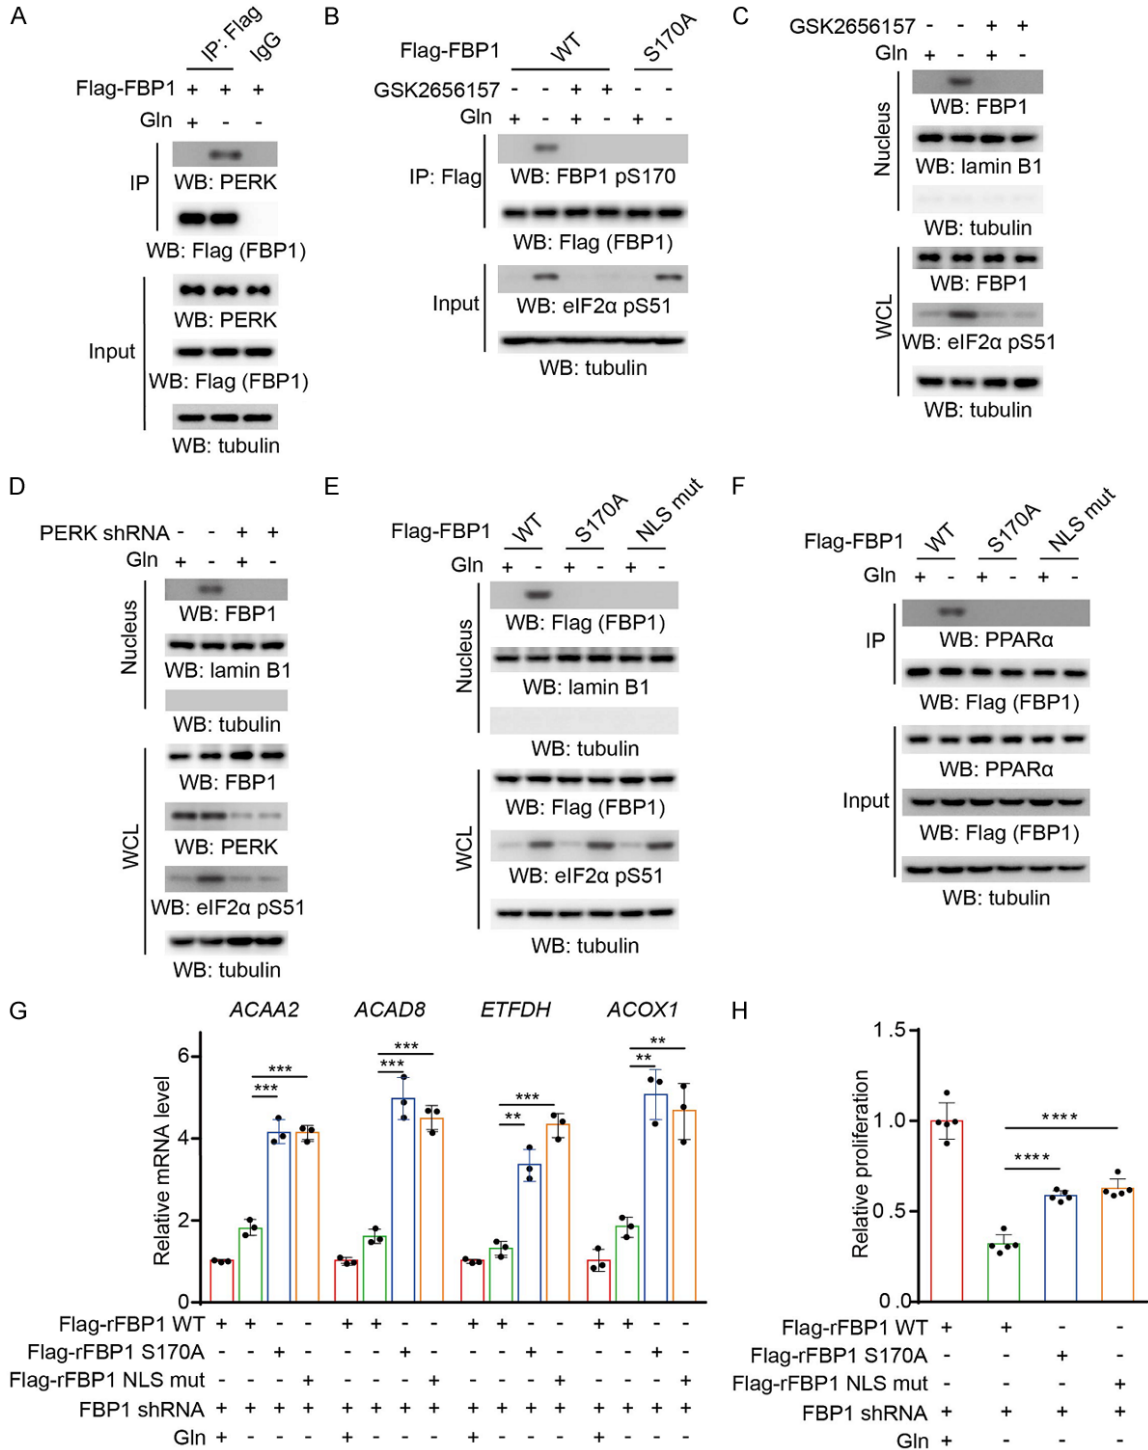 A
IP: Flag
IgG
Flag-FBP1 + + +
Gln + - -
IP
WB: PERK
WB: Flag (FBP1)
Input
WB: PERK
WB: Flag (FBP1)
WB: tubulin
B
Flag-FBP1 WT S170A
GSK2656157 - - + + - -
Gln + - + - + -
IP: Flag
WB: FBP1 pS170
WB: Flag (FBP1)
Input
WB: eIF2α pS51
WB: tubulin
C
GSK2656157 - - + +
Gln + - + -
Nucleus
WB: FBP1
WB: lamin B1
WB: tubulin
WCL
WB: FBP1
WB: eIF2α pS51
WB: tubulin
D
PERK shRNA - - + +
Gln + - + -
Nucleus
WB: FBP1
WB: lamin B1
WB: tubulin
WCL
WB: FBP1
WB: PERK
WB: eIF2α pS51
WB: tubulin
E
Flag-FBP1 WT S170A NLS mut
Gln + - + - + -
Nucleus
WB: Flag (FBP1)
WB: lamin B1
WB: tubulin
WCL
WB: Flag (FBP1)
WB: eIF2α pS51
WB: tubulin
F
Flag-FBP1 WT S170A NLS mut
Gln + - + - + -
IP
WB: PPARα
WB: Flag (FBP1)
Input
WB: PPARα
WB: Flag (FBP1)
WB: tubulin
G
ACAA2 ACAD8 ETFDH ACOX1
Relative mRNA level
6
4
2
0
*** *** *** *** *** ** ** **
Flag-rFBP1 WT + + - - + + - - + + - - + + - -
Flag-rFBP1 S170A - - + - - - + - - - + - - - + -
Flag-rFBP1 NLS mut - - - + - - - + - - - + - - - +
FBP1 shRNA + + + + + + + + + + + + + + + +
Gln + - - - + - - - + - - - + - - -
H
Relative proliferation
1.5
1.0
0.5
0.0
****
****
Flag-rFBP1 WT + + - -
Flag-rFBP1 S170A - - + -
Flag-rFBP1 NLS mut - - - +
FBP1 shRNA + + + +
Gln + - - -